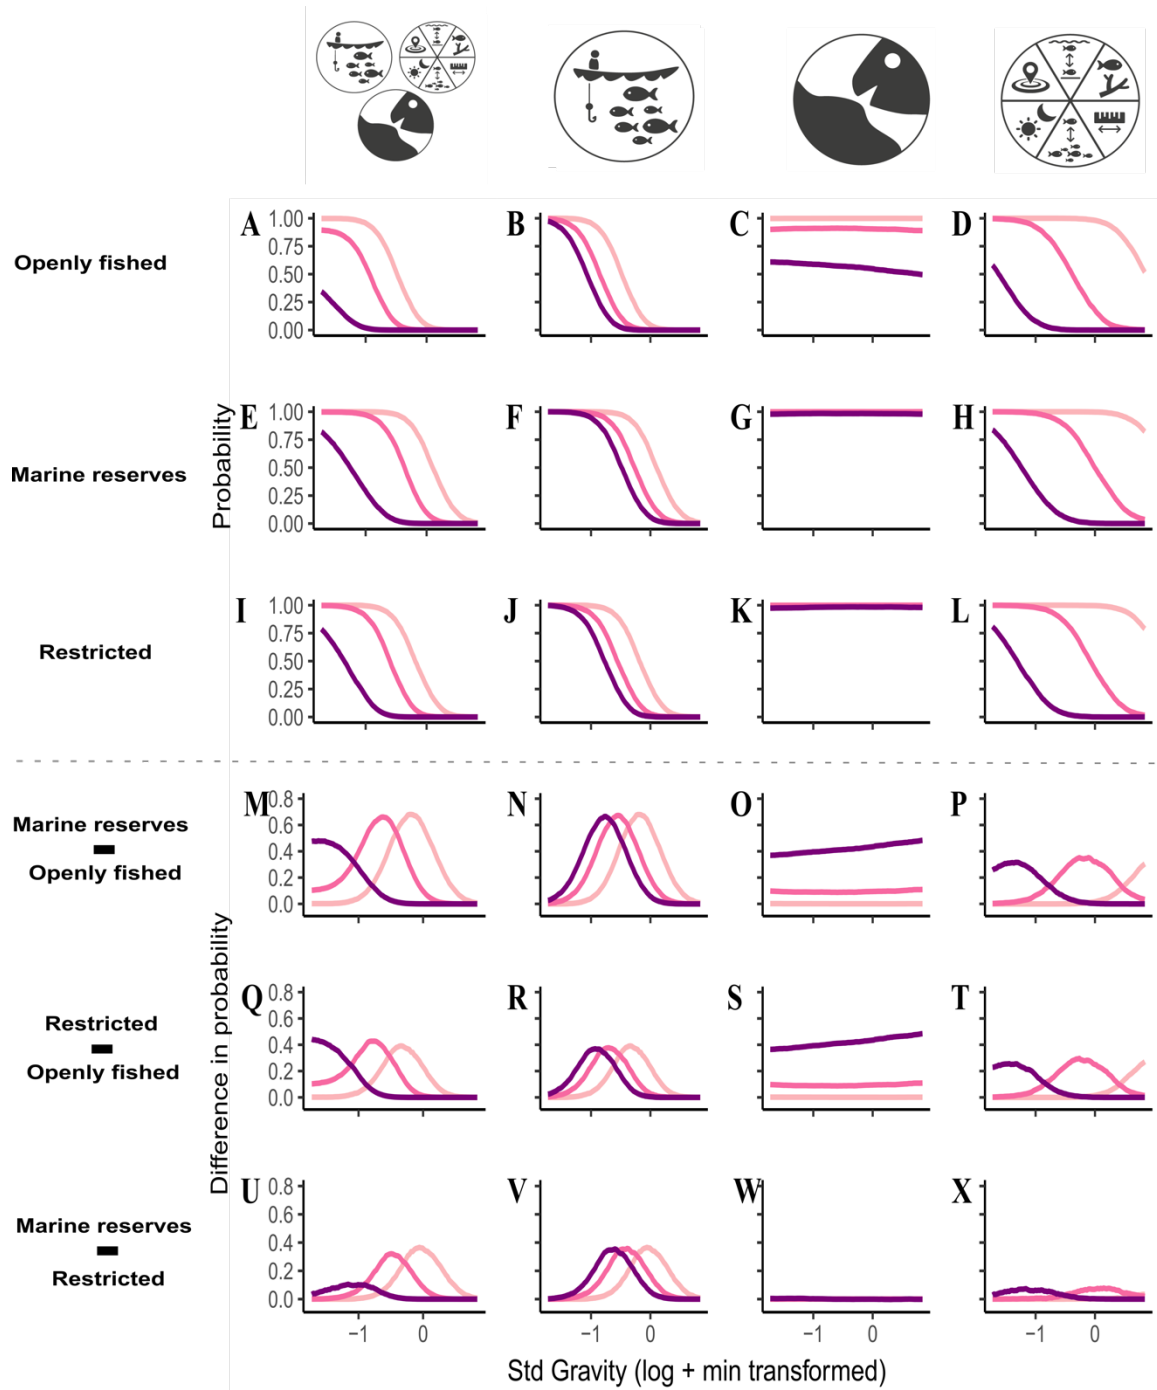 A B C D
1.00
0.75
0.50
0.25
0.00
Openly fished
E F G H
1.00
0.75
0.50
0.25
0.00
Marine reserves
Probability
I J K L
1.00
0.75
0.50
0.25
0.00
Restricted
M N O P
0.8
0.6
0.4
0.2
0.0
Marine reserves
Openly fished
Q R S T
0.8
0.6
0.4
0.2
0.0
Restricted
Openly fished
Difference in probability
U V W X
0.8
0.6
0.4
0.2
0.0
Marine reserves
Restricted
−1 0 −1 0 −1 0 −1 0
Std Gravity (log + min transformed)